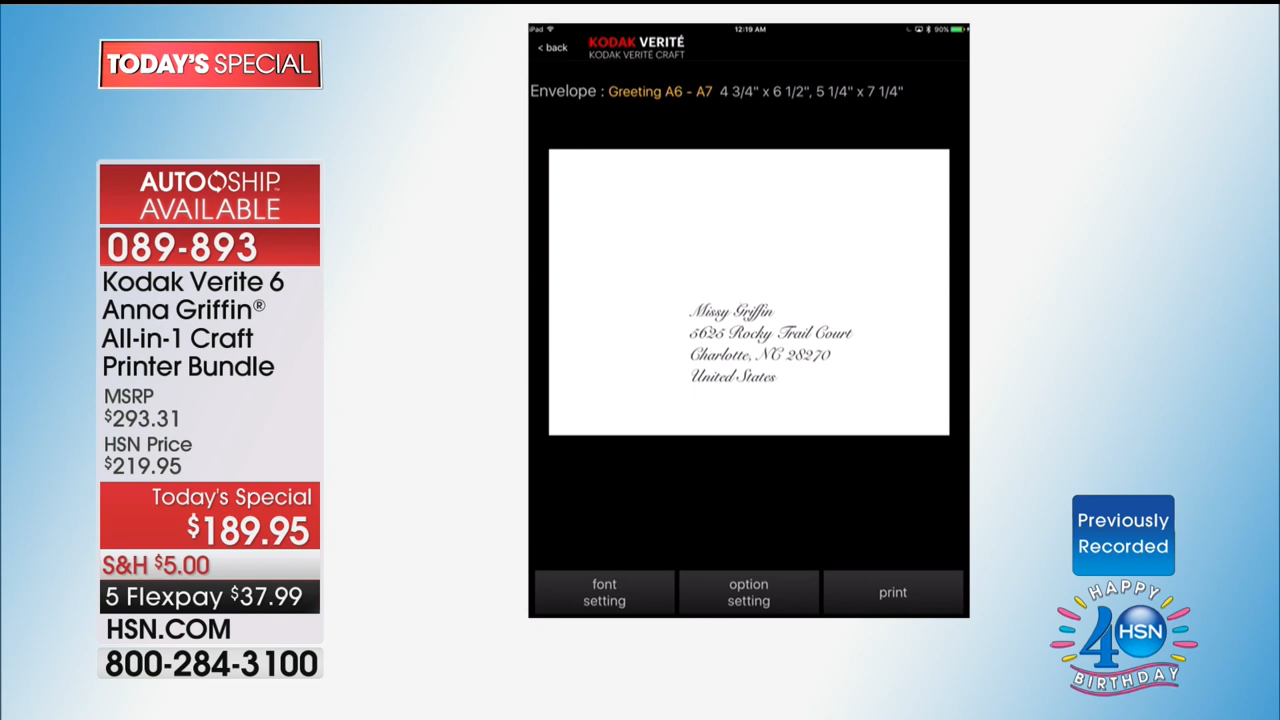 TODAY'S SPECIAL
AUTO SHIP™
AVAILABLE
089-893
Kodak Verite 6
Anna Griffin®
All-in-1 Craft
Printer Bundle
MSRP
$293.31
HSN Price
$219.95
Today's Special
$189.95
S&H $5.00
5 Flexpay $37.99
HSN.COM
800-284-3100
iPad
12:19 AM
90%
< back
KODAK VERITÉ
KODAK VERITÉ CRAFT
Envelope : Greeting A6 - A7 4 3/4" x 6 1/2", 5 1/4" x 7 1/4"
Missy Griffin
5625 Rocky Trail Court
Charlotte, NC 28270
United States
font
setting
option
setting
print
Previously
Recorded
HAPPY
40 HSN
BIRTHDAY